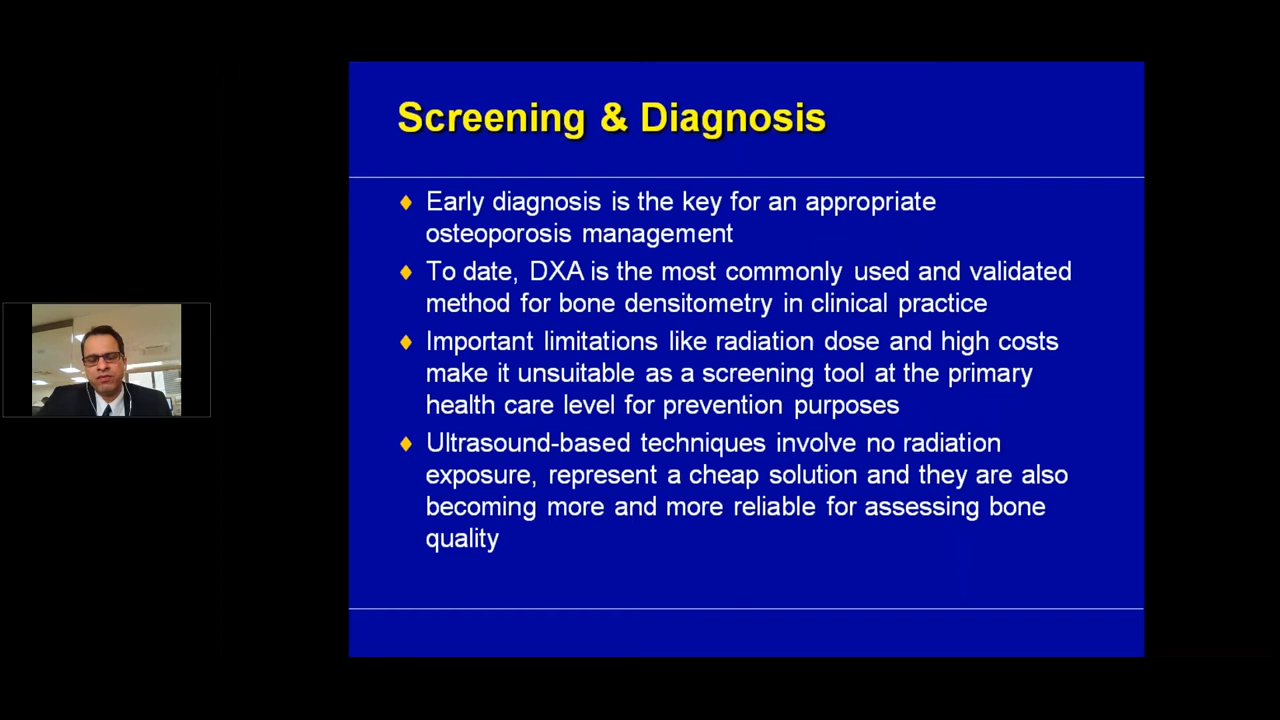 Screening & Diagnosis
Early diagnosis is the key for an appropriate
osteoporosis management
To date, DXA is the most commonly used and validated
method for bone densitometry in clinical practice
Important limitations like radiation dose and high costs
make it unsuitable as a screening tool at the primary
health care level for prevention purposes
Ultrasound-based techniques involve no radiation
exposure, represent a cheap solution and they are also
becoming more and more reliable for assessing bone
quality